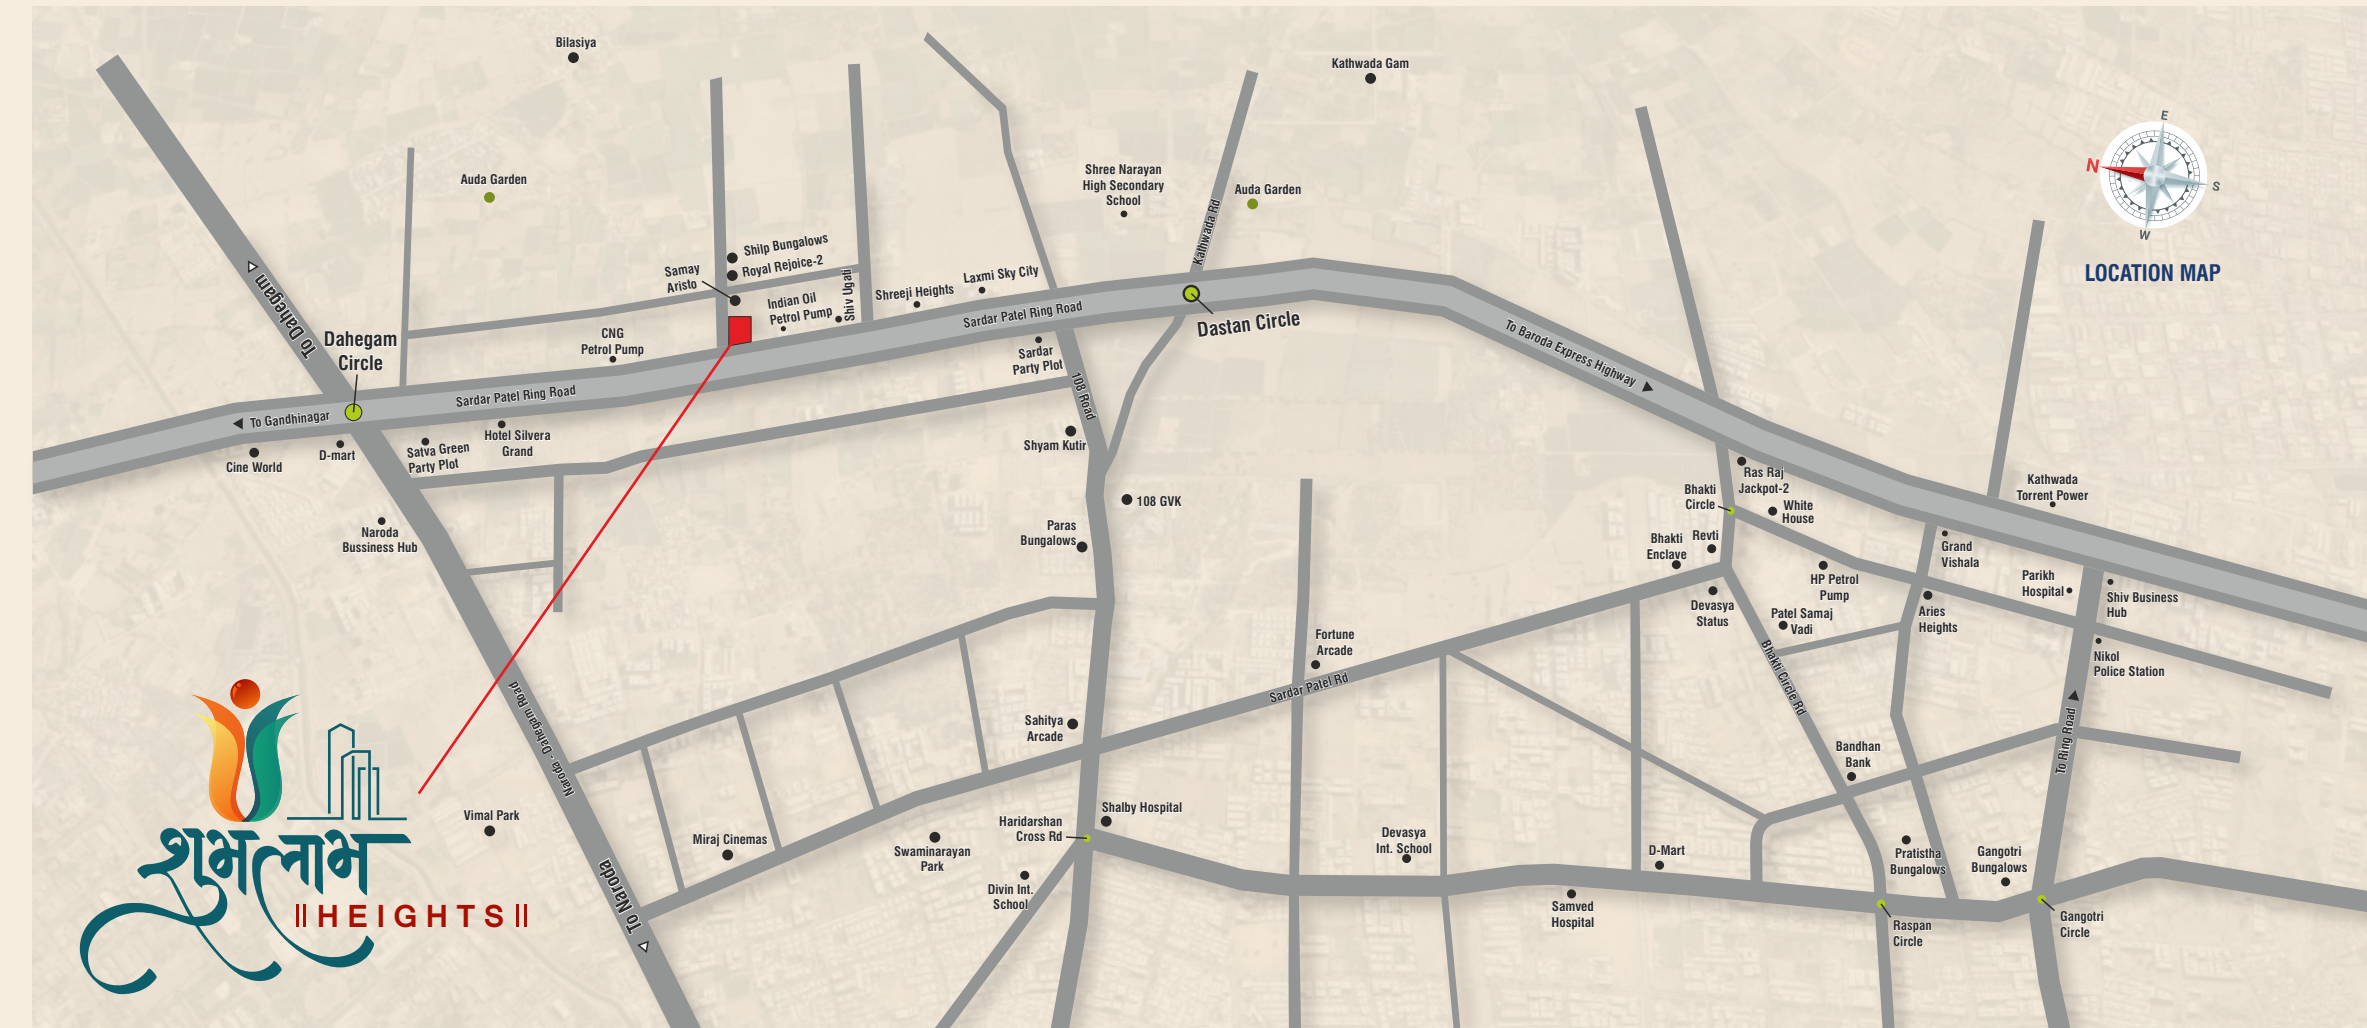 Bilasiya
Kathwada Gam
E
N
S
W
LOCATION MAP
Auda Garden
Shree Narayan
High Secondary
School
Auda Garden
Kathwada Rd
To Dahegam
Shilp Bungalows
Royal Rejoice-2
Samay
Aristo
Indian Oil
Petrol Pump
Shiv Ugati
Shreeji Heights
Laxmi Sky City
Sardar Patel Ring Road
Dastan Circle
To Baroda Express Highway
Dahegam
Circle
CNG
Petrol Pump
Sardar
Party Plot
108 Road
Sardar Patel Ring Road
To Gandhinagar
Cine World
D-mart
Satva Green
Party Plot
Hotel Silvera
Grand
Shyam Kutir
108 GVK
Naroda
Bussiness Hub
Paras
Bungalows
Ras Raj
Jackpot-2
Bhakti
Circle
White
House
Kathwada
Torrent Power
Revti
Bhakti
Enclave
Grand
Vishala
HP Petrol
Pump
Parikh
Hospital
Shiv Business
Hub
Devasya
Status
Patel Samaj
Vadi
Aries
Heights
Fortune
Arcade
Nikol
Police Station
Bhakti Circle Rd
Sardar Patel Rd
To Ring Road
Naroda - Dahegam Road
Sahitya
Arcade
Bandhan
Bank
Vimal Park
Miraj Cinemas
Shalby Hospital
Haridarshan
Cross Rd
Swaminarayan
Park
Devasya
Int. School
D-Mart
Pratistha
Bungalows
Gangotri
Bungalows
Divin Int.
School
To Naroda
Samved
Hospital
Raspan
Circle
Gangotri
Circle
शुभलाभ
||HEIGHTS||